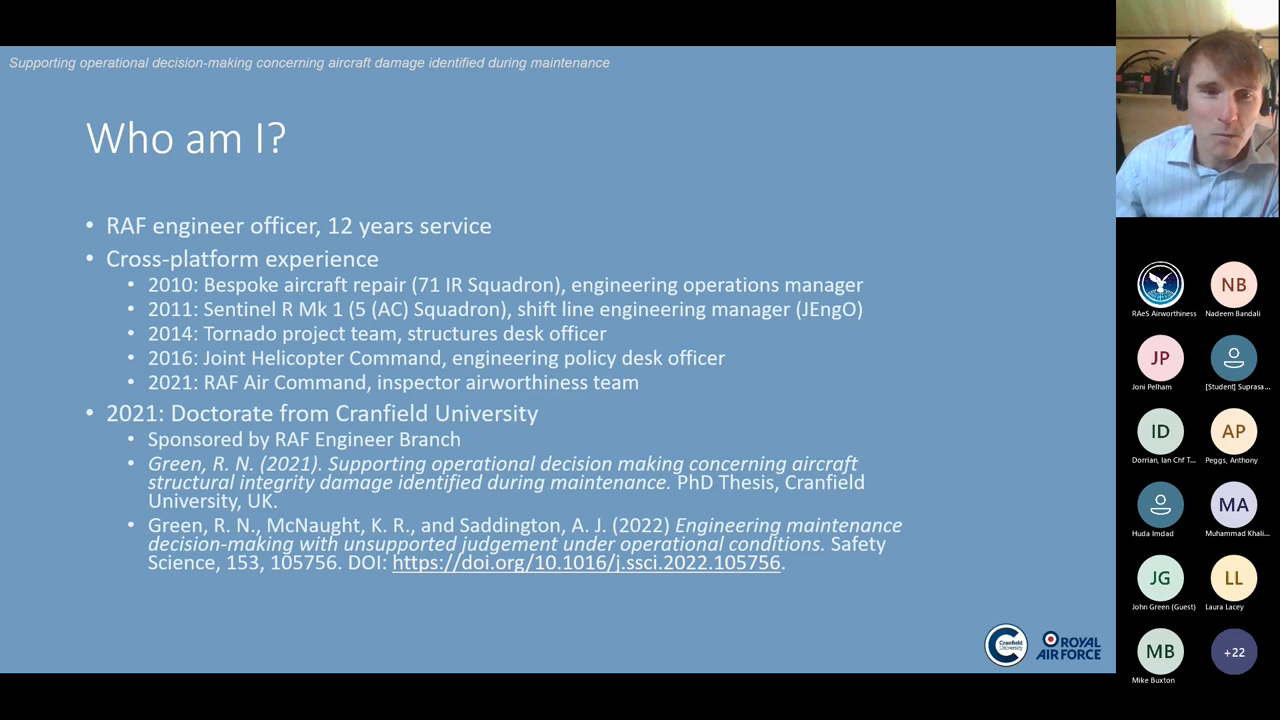 Supporting operational decision-making concerning aircraft damage identified during maintenance
Who am I?
• RAF engineer officer, 12 years service
• Cross-platform experience
• 2010: Bespoke aircraft repair (71 IR Squadron), engineering operations manager
• 2011: Sentinel R Mk 1 (5 (AC) Squadron), shift line engineering manager (JEngO)
• 2014: Tornado project team, structures desk officer
• 2016: Joint Helicopter Command, engineering policy desk officer
• 2021: RAF Air Command, inspector airworthiness team
• 2021: Doctorate from Cranfield University
• Sponsored by RAF Engineer Branch
• Green, R. N. (2021). Supporting operational decision making concerning aircraft
structural integrity damage identified during maintenance. PhD Thesis, Cranfield
University, UK.
• Green, R. N., McNaught, K. R., and Saddington, A. J. (2022) Engineering maintenance
decision-making with unsupported judgement under operational conditions. Safety
Science, 153, 105756. DOI: https://doi.org/10.1016/j.ssci.2022.105756.
Cranfield
University
ROYAL
AIR FORCE
RAeS Airworthiness
NB
Nadeem Bandali
JP
Joni Pelham
[Student] Suprasa...
ID
Dorrian, Ian Chf T...
AP
Peggs, Anthony
Huda Imdad
MA
Muhammad Khali...
JG
John Green (Guest)
LL
Laura Lacey
MB
Mike Buxton
+22